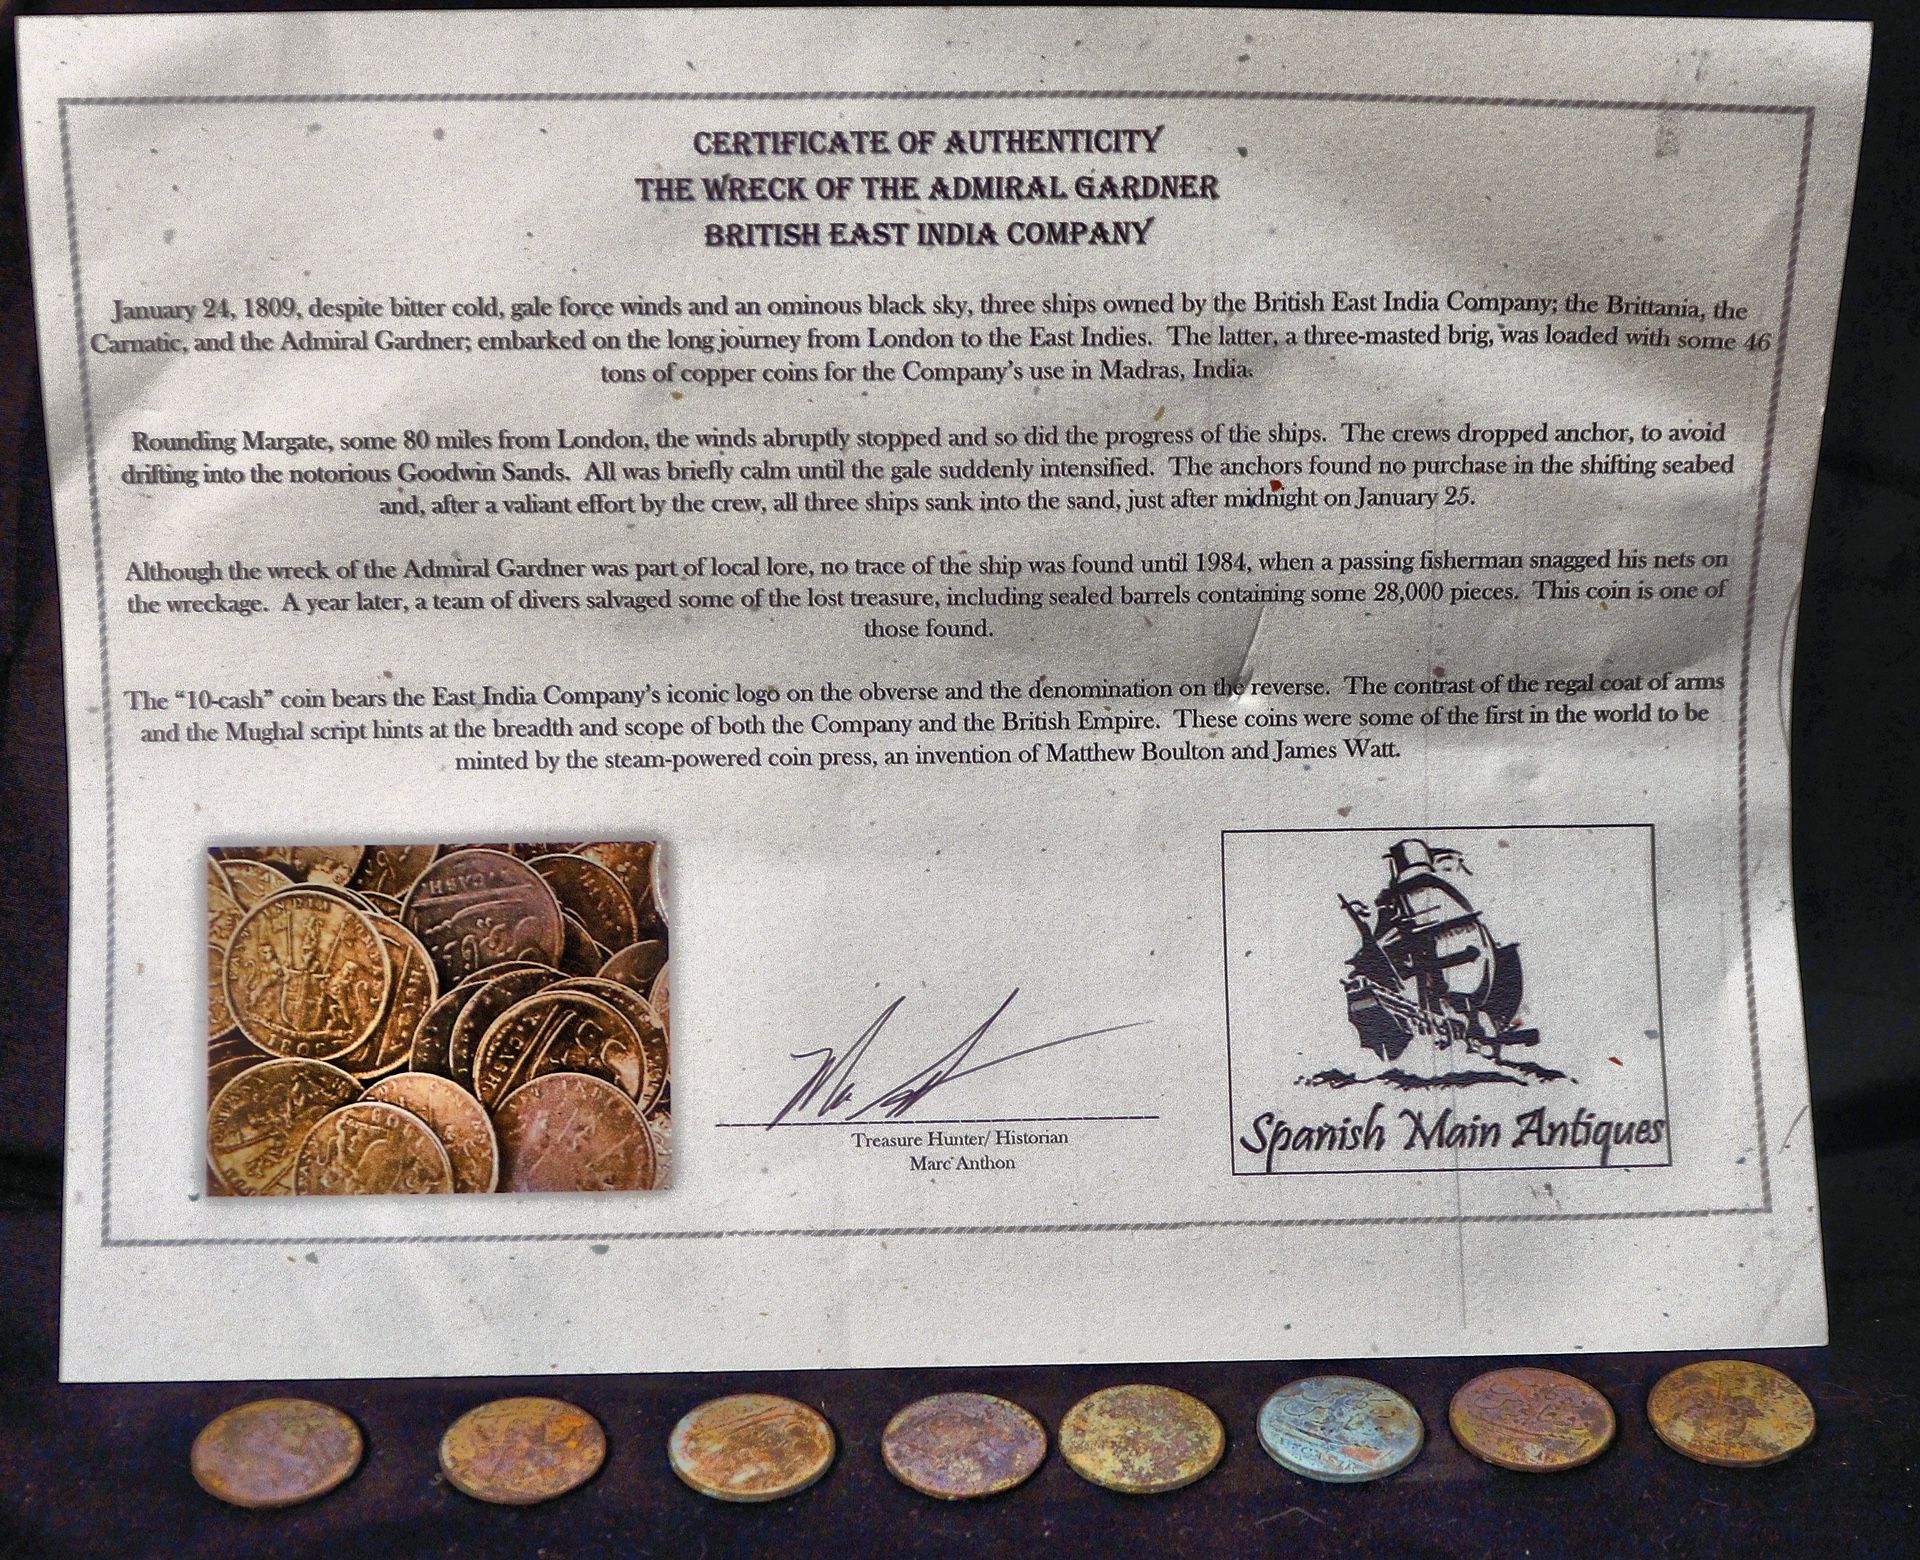 CERTIFICATE OF AUTHENTICITY
THE WRECK OF THE ADMIRAL GARDNER
BRITISH EAST INDIA COMPANY
January 24, 1809, despite bitter cold, gale force winds and an ominous black sky, three ships owned by the British East India Company; the Brittania, the
Carnatic, and the Admiral Gardner; embarked on the long journey from London to the East Indies. The latter, a three-masted brig, was loaded with some 46
tons of copper coins for the Company's use in Madras, India.
Rounding Margate, some 80 miles from London, the winds abruptly stopped and so did the progress of the ships. The crews dropped anchor, to avoid
drifting into the notorious Goodwin Sands. All was briefly calm until the gale suddenly intensified. The anchors found no purchase in the shifting seabed
and, after a valiant effort by the crew, all three ships sank into the sand, just after midnight on January 25.
Although the wreck of the Admiral Gardner was part of local lore, no trace of the ship was found until 1984, when a passing fisherman snagged his nets on
the wreckage. A year later, a team of divers salvaged some of the lost treasure, including sealed barrels containing some 28,000 pieces. This coin is one of
those found.
The "10-cash" coin bears the East India Company's iconic logo on the obverse and the denomination on the reverse. The contrast of the regal coat of arms
and the Mughal script hints at the breadth and scope of both the Company and the British Empire. These coins were some of the first in the world to be
minted by the steam-powered coin press, an invention of Matthew Boulton and James Watt.
Treasure Hunter/ Historian
Marc Anthon
Spanish Main Antiques